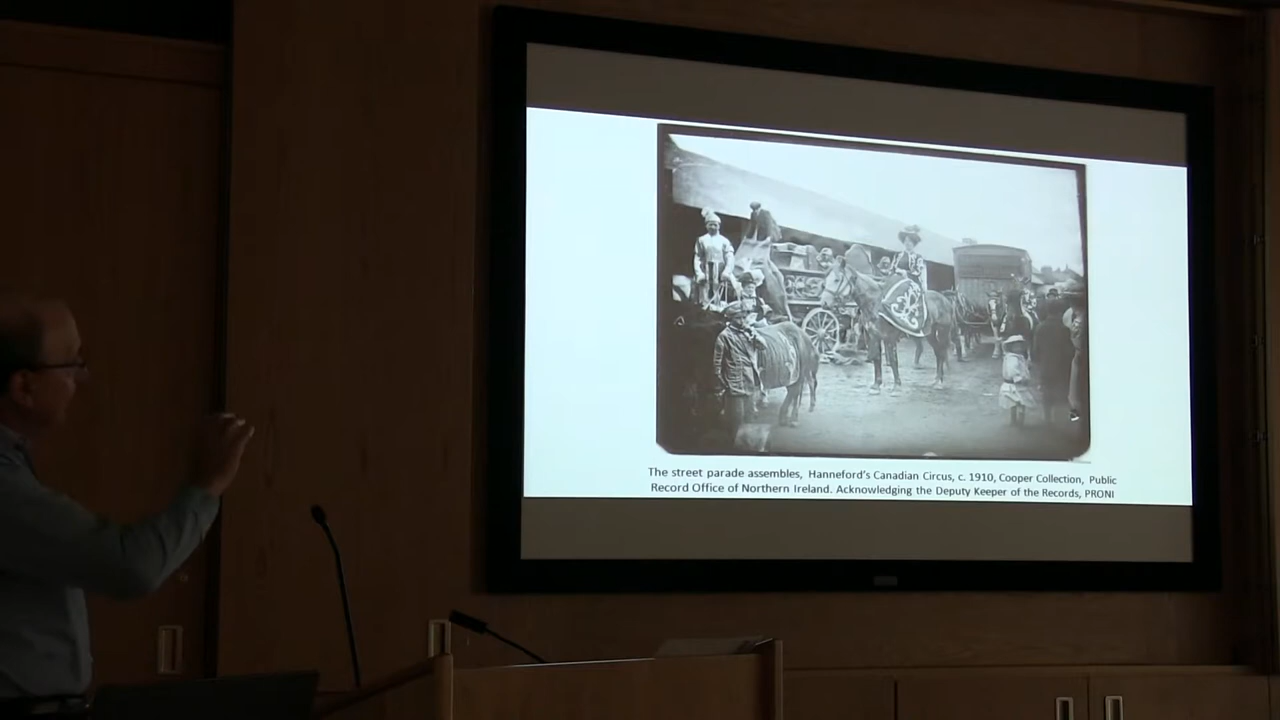 The street parade assembles, Hanneford's Canadian Circus, c. 1910, Cooper Collection, Public
Record Office of Northern Ireland. Acknowledging the Deputy Keeper of the Records, PRONI